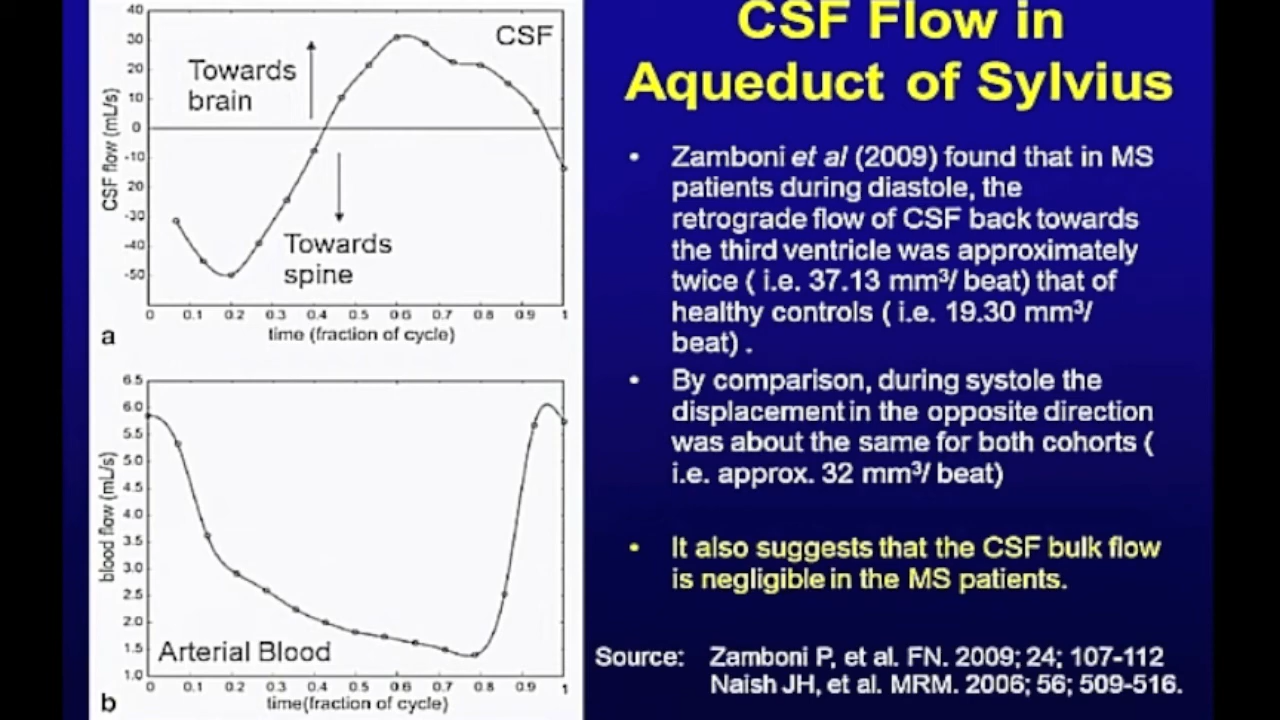 CSF Flow in
Aqueduct of Sylvius
• Zamboni et al (2009) found that in MS
patients during diastole, the
retrograde flow of CSF back towards
the third ventricle was approximately
twice ( i.e. 37.13 mm³/ beat) that of
healthy controls ( i.e. 19.30 mm³/
beat) .
• By comparison, during systole the
displacement in the opposite direction
was about the same for both cohorts (
i.e. approx. 32 mm³/ beat)
• It also suggests that the CSF bulk flow
is negligible in the MS patients.
Source: Zamboni P, et al. FN. 2009; 24; 107-112
Naish JH, et al. MRM. 2006; 56; 509-516.
CSF
Towards
brain
Towards
spine
CSF flow (mL/s)
40
30
20
10
0
-10
20
-30
-40
-50
0 0.1 0.2 0.3 0.4 0.5 0.6 0.7 0.8 0.9 1
time (fraction of cycle)
a
Arterial Blood
blood flow (mL/s)
6.5
6.0
5.5
5.0
4.5
4.0
3.5
3.0
2.5
2.0
1.5
1.0
0 0.1 0.2 0.3 0.4 0.5 0.6 0.7 0.8 0.9 1
time(fraction of cycle)
b